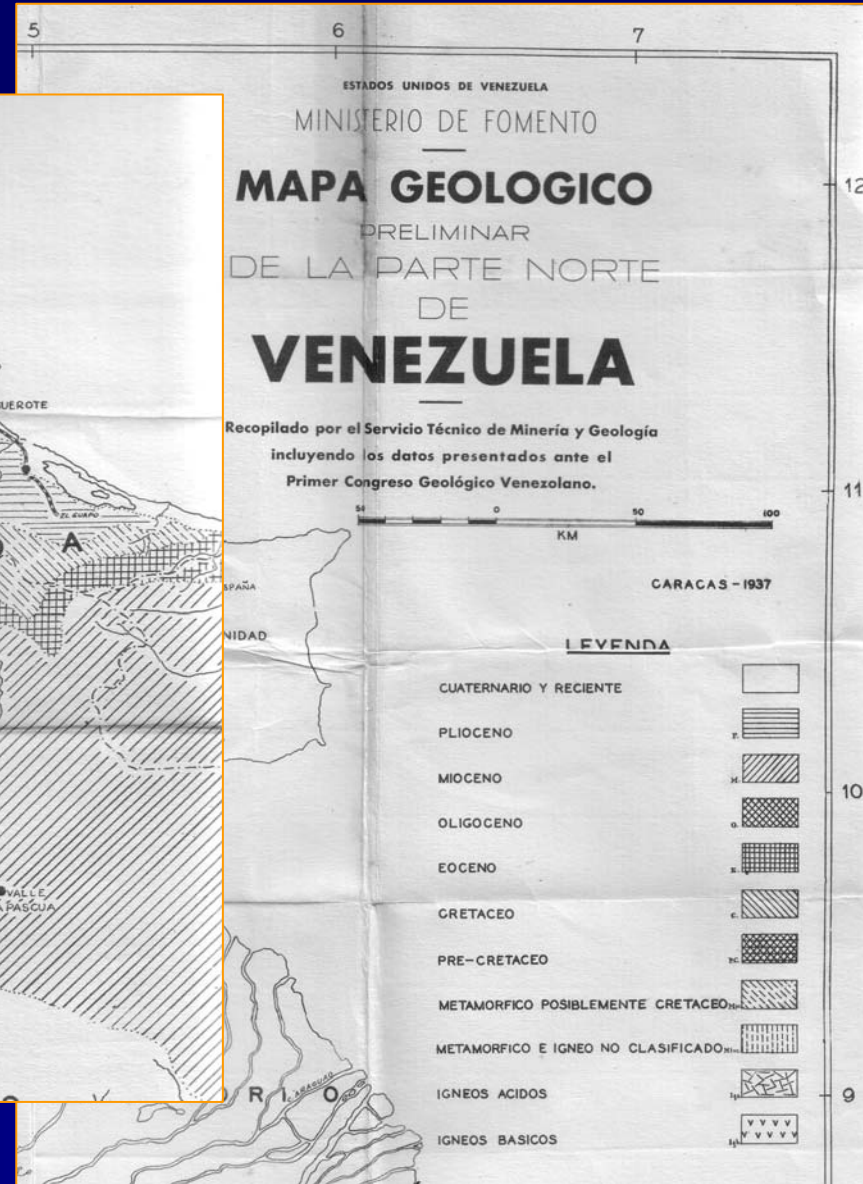 5 6 7
ESTADOS UNIDOS DE VENEZUELA
MINISTERIO DE FOMENTO
MAPA GEOLOGICO
PRELIMINAR
DE LA PARTE NORTE
DE
VENEZUELA
Recopilado por el Servicio Técnico de Minería y Geología
incluyendo los datos presentados ante el
Primer Congreso Geológico Venezolano.
50 0 50 100
KM
CARACAS - 1937
LEYENDA
CUATERNARIO Y RECIENTE
PLIOCENO
MIOCENO
OLIGOCENO
EOCENO
CRETACEO
PRE-CRETACEO
METAMORFICO POSIBLEMENTE CRETACEO
METAMORFICO E IGNEO NO CLASIFICADO
IGNEOS ACIDOS
IGNEOS BASICOS
12
11
10
9
UEROTE
EL GUAPO
A
SPAÑA
NIDAD
VALLE
A PASCUA
R I O
ARAGUAO